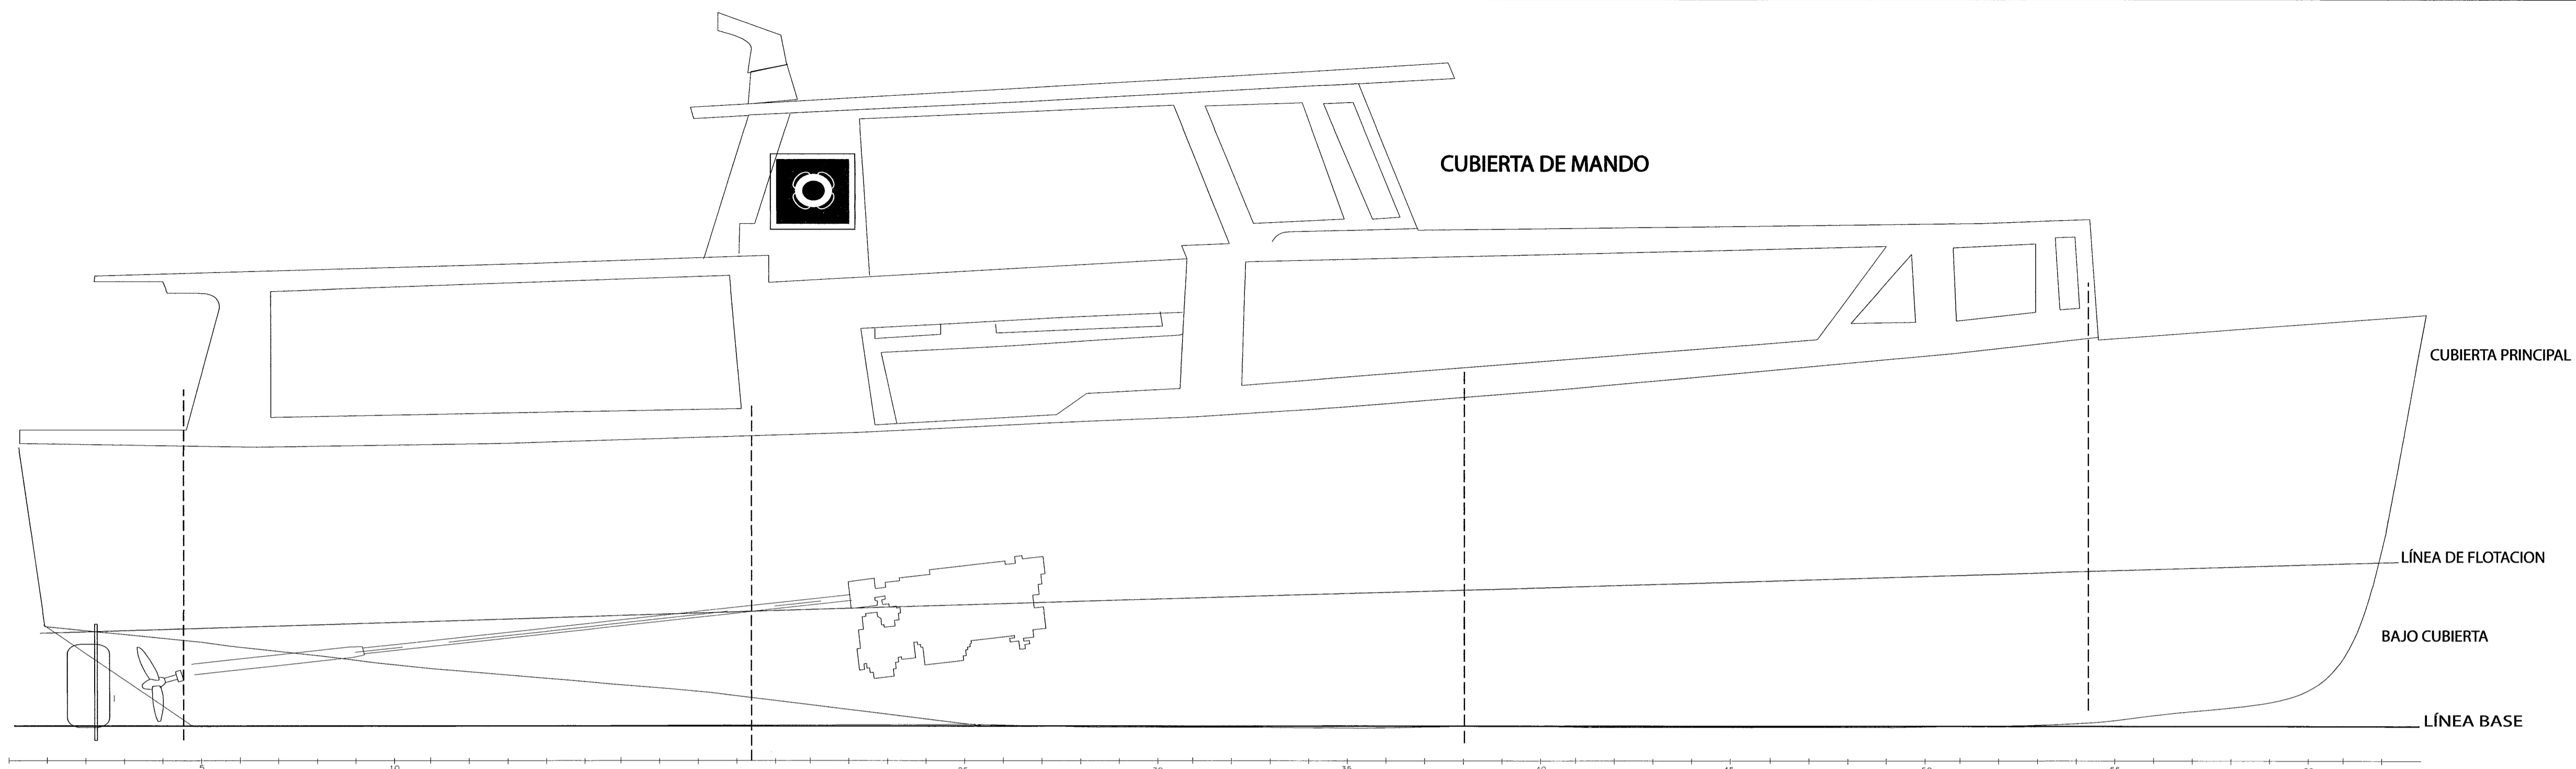 CUBIERTA DE MANDO
CUBIERTA PRINCIPAL
LÍNEA DE FLOTACION
BAJO CUBIERTA
LÍNEA BASE